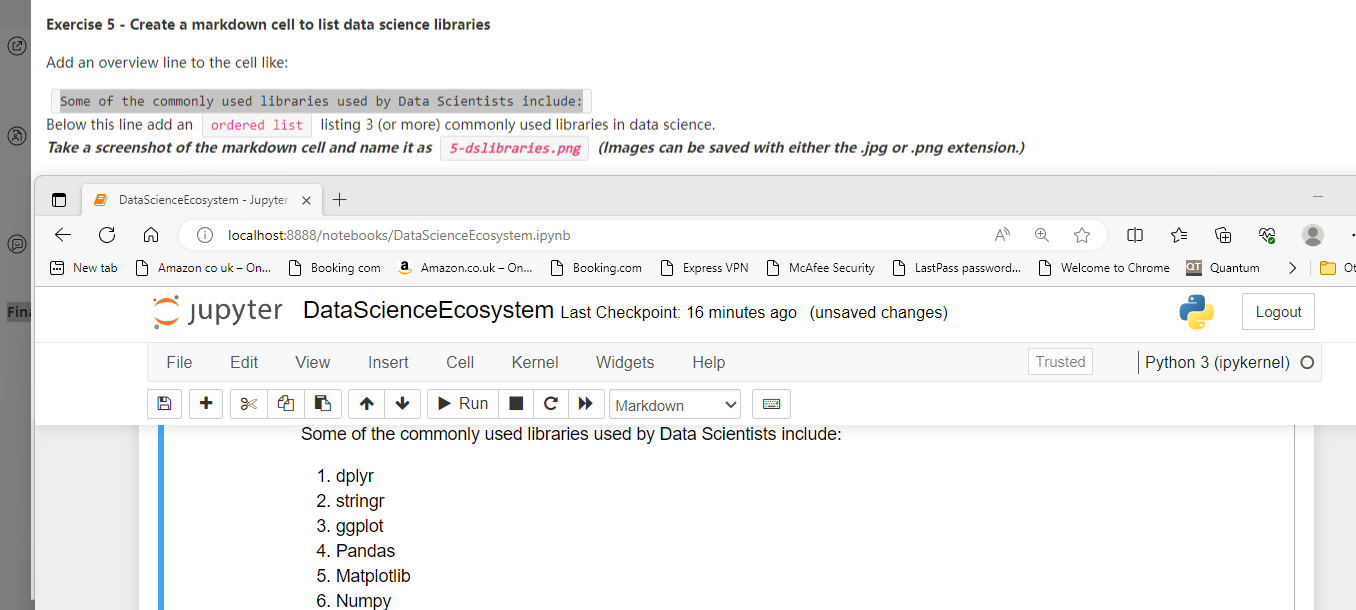 Exercise 5 - Create a markdown cell to list data science libraries
Add an overview line to the cell like:
Some of the commonly used libraries used by Data Scientists include:
Below this line add an ordered list listing 3 (or more) commonly used libraries in data science.
Take a screenshot of the markdown cell and name it as 5-dslibraries.png (Images can be saved with either the .jpg or .png extension.)
DataScienceEcosystem - Jupyter
localhost:8888/notebooks/DataScienceEcosystem.ipynb
New tab Amazon co uk – On... Booking com Amazon.co.uk – On... Booking.com Express VPN McAfee Security LastPass password... Welcome to Chrome QT Quantum Ot
Fina
jupyter DataScienceEcosystem Last Checkpoint: 16 minutes ago (unsaved changes) Logout
File Edit View Insert Cell Kernel Widgets Help Trusted Python 3 (ipykernel)
Run Markdown
Some of the commonly used libraries used by Data Scientists include:
1. dplyr
2. stringr
3. ggplot
4. Pandas
5. Matplotlib
6. Numpy